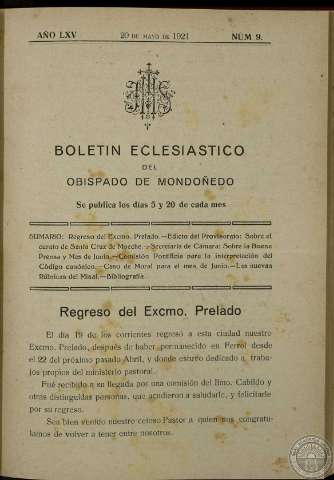 AÑO LXV 20 DE MAYO DE 1921 NÚM 9.
BOLETIN ECLESIASTICO
DEL
OBISPADO DE MONDOÑEDO
Se publica los días 5 y 20 de cada mes
SUMARIO: Regreso del Excmo. Prelado.—Edicto del Provisorato: Sobre el
curato de Santa Cruz de Moeche.—Secretaría de Cámara: Sobre la Buena
Prensa y Mes de Junio.—Comisión Pontificia para la interpretación del
Código canónico.—Caso de Moral para el mes de Junio.—Las nuevas
Rúbricas del Misal.—Bibliografía.
Regreso del Excmo. Prelado
El día 19 de los corrientes regresó a esta ciudad nuestro
Excmo. Prelado, después de haber permanecido en Ferrol desde
el 22 del próximo pasado Abril, y donde estuvo dedicado a traba-
jos propios del ministerio pastoral.
Fué recibido a su llegada por una comisión del Ilmo. Cabildo y
otras distinguidas personas, que acudieron a saludarlo, y felicitarle
por su regreso.
Sea bien venido nuestro celoso Pastor a quien nos congratu-
lamos de volver a tener entre nosotros.